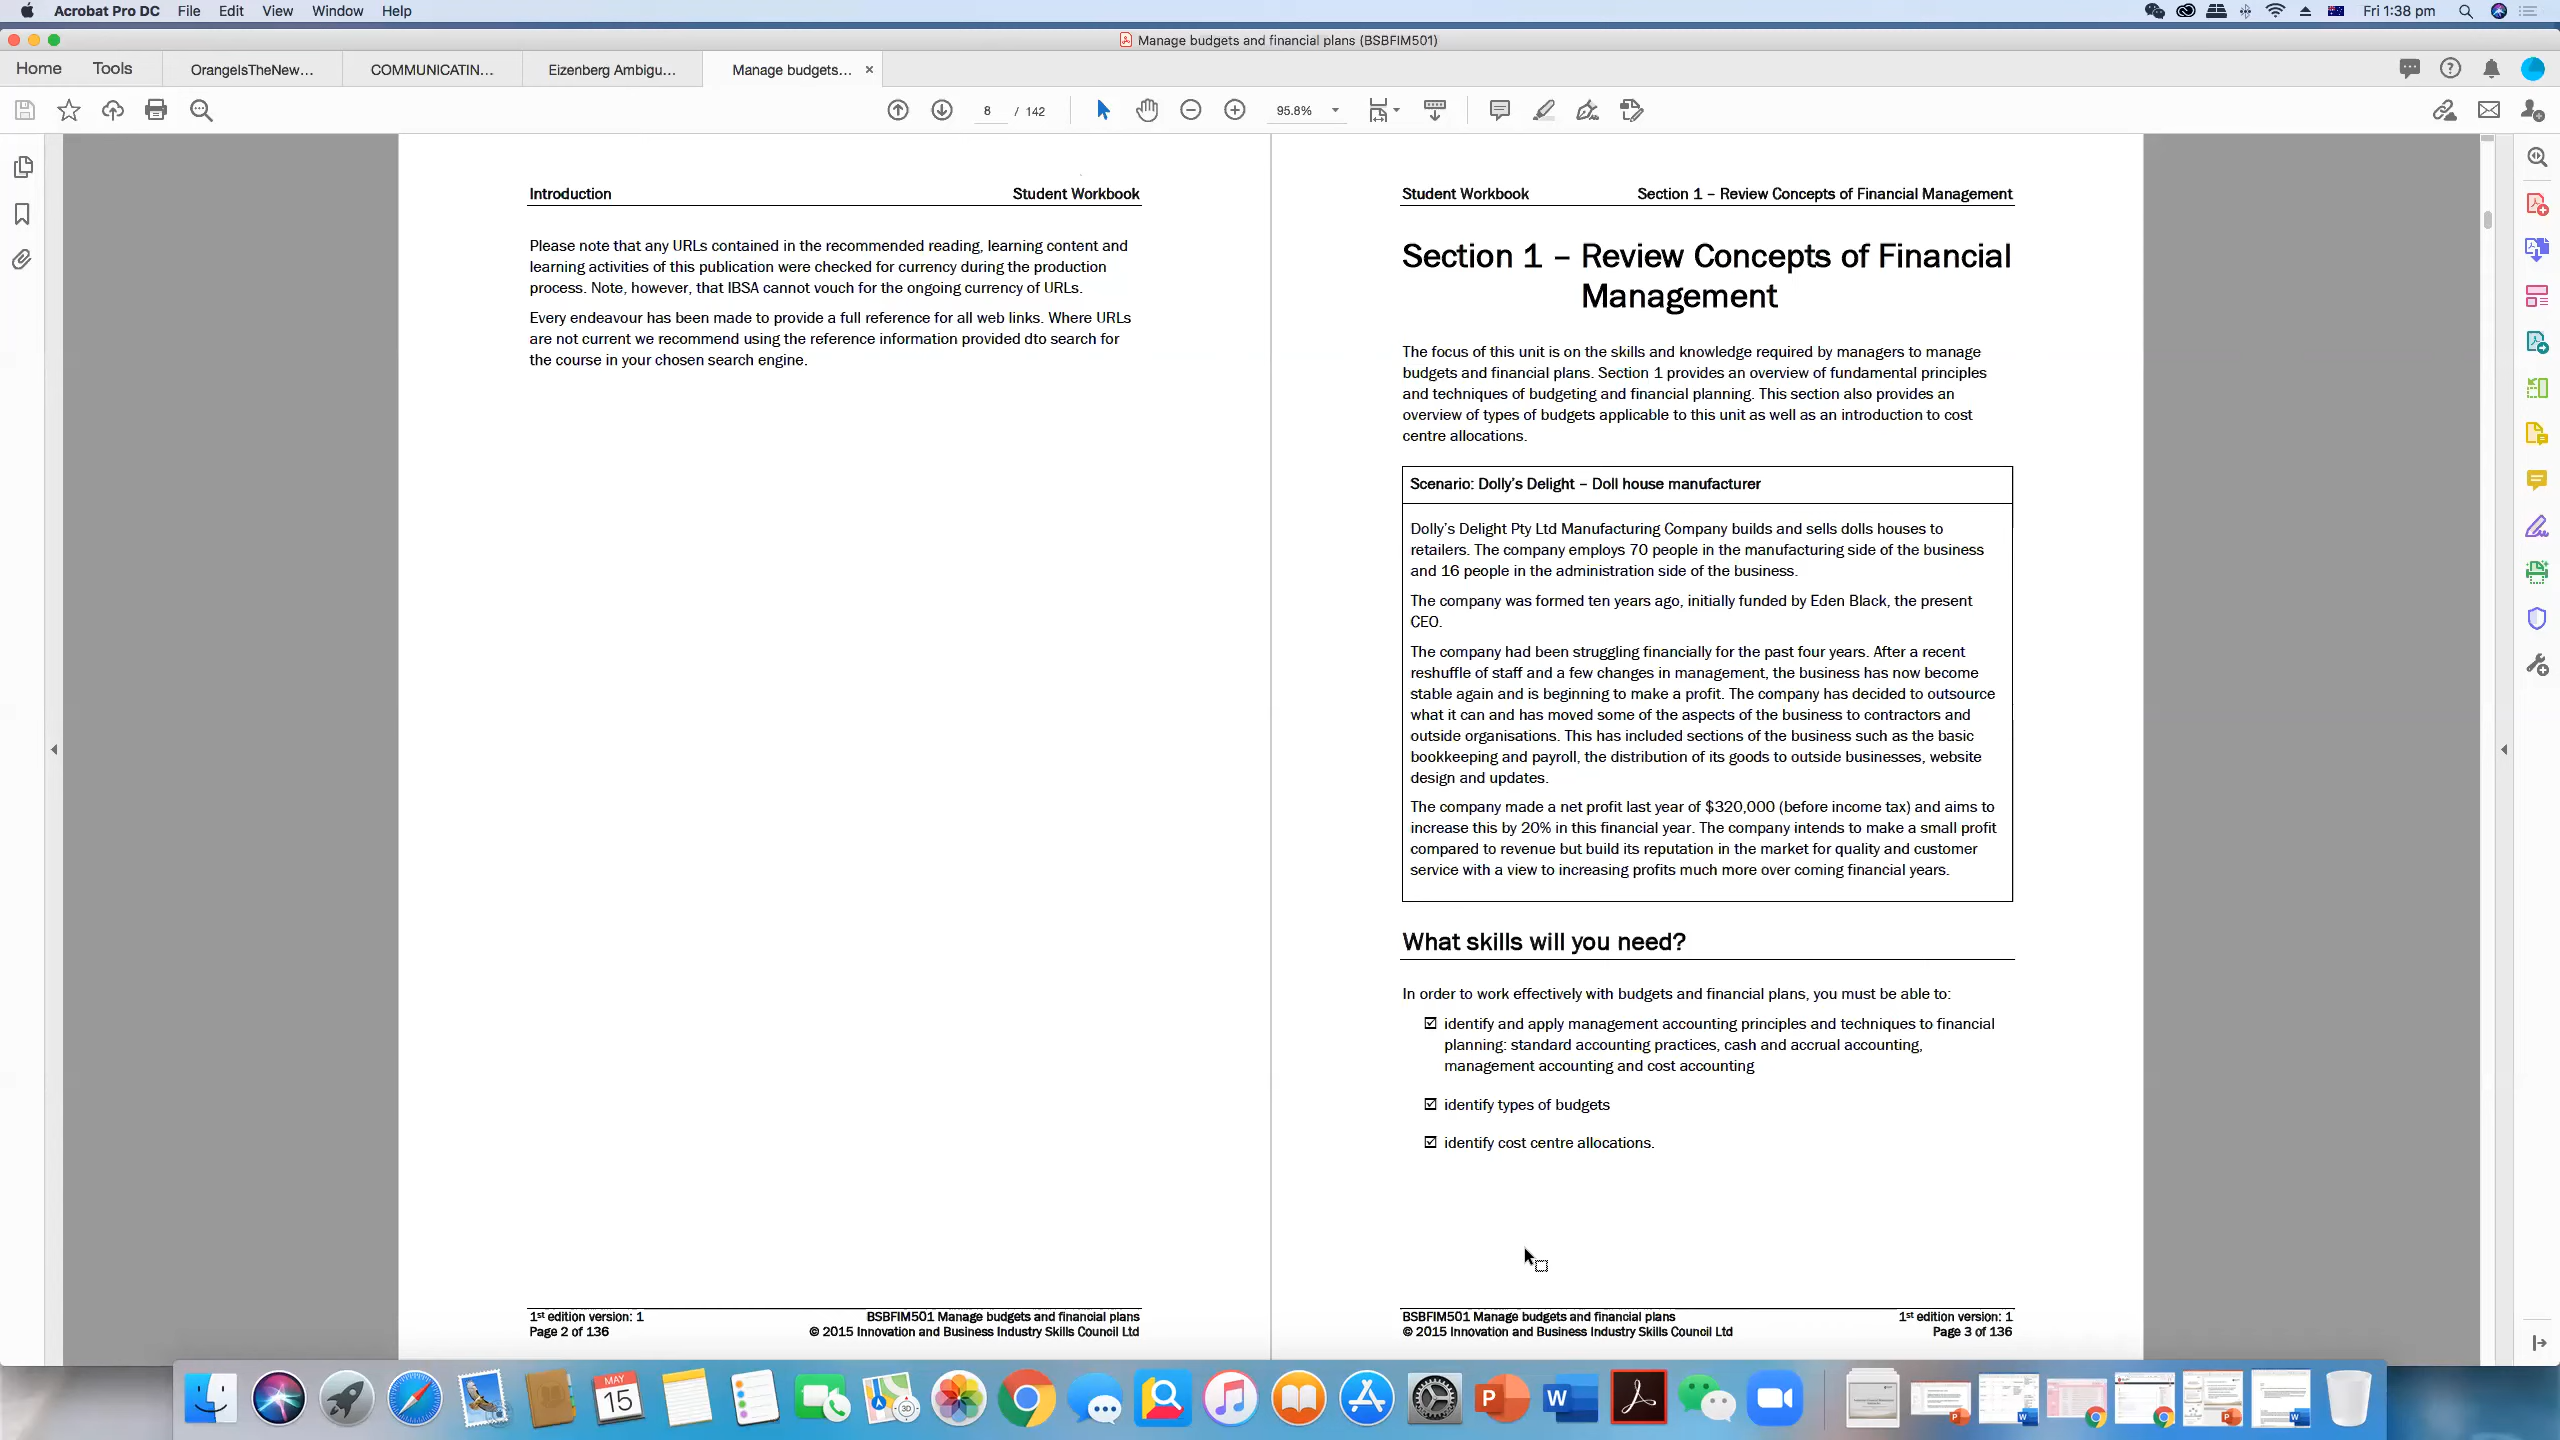 Acrobat Pro DC File Edit View Window Help
Fri 1:38 pm
Manage budgets and financial plans (BSBFIM501)
Home Tools OrangeIsTheNew... COMMUNICATIN... Eizenberg Ambigu... Manage budgets... ×
8 / 142 95.8%
Introduction Student Workbook
Please note that any URLs contained in the recommended reading, learning content and
learning activities of this publication were checked for currency during the production
process. Note, however, that IBSA cannot vouch for the ongoing currency of URLs.
Every endeavour has been made to provide a full reference for all web links. Where URLs
are not current we recommend using the reference information provided dto search for
the course in your chosen search engine.
1st edition version: 1 BSBFIM501 Manage budgets and financial plans
Page 2 of 136 © 2015 Innovation and Business Industry Skills Council Ltd
Student Workbook Section 1 – Review Concepts of Financial Management
Section 1 – Review Concepts of Financial
Management
The focus of this unit is on the skills and knowledge required by managers to manage
budgets and financial plans. Section 1 provides an overview of fundamental principles
and techniques of budgeting and financial planning. This section also provides an
overview of types of budgets applicable to this unit as well as an introduction to cost
centre allocations.
Scenario: Dolly's Delight – Doll house manufacturer
Dolly's Delight Pty Ltd Manufacturing Company builds and sells dolls houses to
retailers. The company employs 70 people in the manufacturing side of the business
and 16 people in the administration side of the business.
The company was formed ten years ago, initially funded by Eden Black, the present
CEO.
The company had been struggling financially for the past four years. After a recent
reshuffle of staff and a few changes in management, the business has now become
stable again and is beginning to make a profit. The company has decided to outsource
what it can and has moved some of the aspects of the business to contractors and
outside organisations. This has included sections of the business such as the basic
bookkeeping and payroll, the distribution of its goods to outside businesses, website
design and updates.
The company made a net profit last year of $320,000 (before income tax) and aims to
increase this by 20% in this financial year. The company intends to make a small profit
compared to revenue but build its reputation in the market for quality and customer
service with a view to increasing profits much more over coming financial years.
What skills will you need?
In order to work effectively with budgets and financial plans, you must be able to:
identify and apply management accounting principles and techniques to financial
planning: standard accounting practices, cash and accrual accounting,
management accounting and cost accounting
identify types of budgets
identify cost centre allocations.
BSBFIM501 Manage budgets and financial plans 1st edition version: 1
© 2015 Innovation and Business Industry Skills Council Ltd Page 3 of 136
MAY
15
3D
P
W